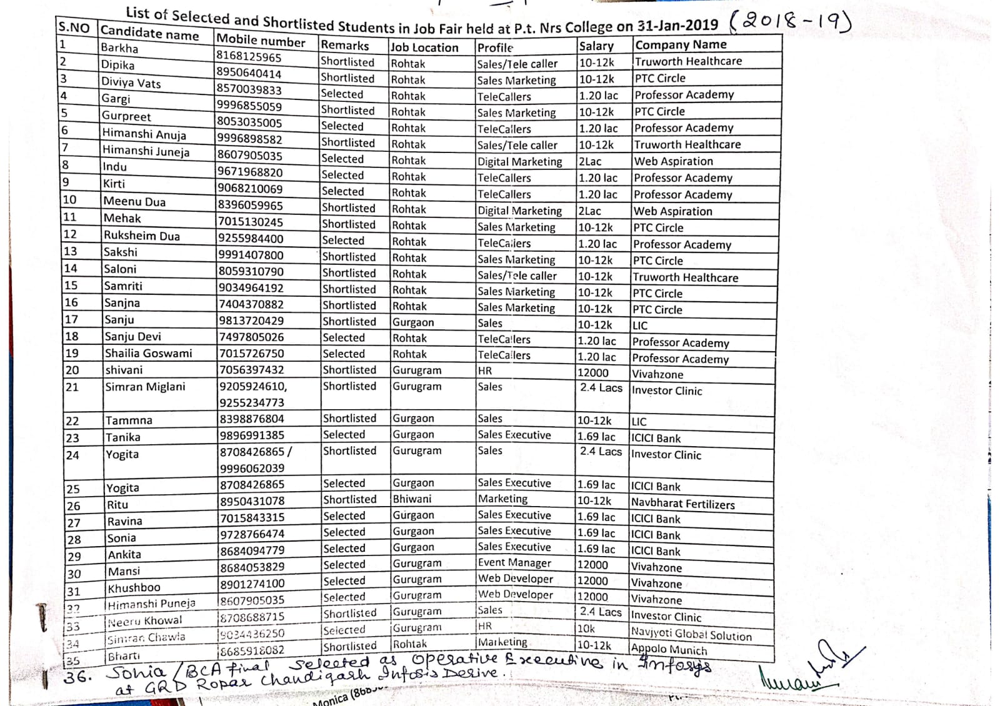 List of Selected and Shortlisted Students in Job Fair held at P.t. Nrs College on 31-Jan-2019 (2018-19)
S.NO Candidate name Mobile number Remarks Job Location Profile Salary Company Name
1 Barkha 8168125965 Shortlisted Rohtak Sales/Tele caller 10-12k Truworth Healthcare
2 Dipika 8950640414 Shortlisted Rohtak Sales Marketing 10-12k PTC Circle
3 Diviya Vats 8570039833 Selected Rohtak TeleCallers 1.20 lac Professor Academy
4 Gargi 9996855059 Shortlisted Rohtak Sales Marketing 10-12k PTC Circle
5 Gurpreet 8053035005 Selected Rohtak TeleCallers 1.20 lac Professor Academy
6 Himanshi Anuja 9996898582 Shortlisted Rohtak Sales/Tele caller 10-12k Truworth Healthcare
7 Himanshi Juneja 8607905035 Selected Rohtak Digital Marketing 2Lac Web Aspiration
8 Indu 9671968820 Selected Rohtak TeleCallers 1.20 lac Professor Academy
9 Kirti 9068210069 Selected Rohtak TeleCallers 1.20 lac Professor Academy
10 Meenu Dua 8396059965 Shortlisted Rohtak Digital Marketing 2Lac Web Aspiration
11 Mehak 7015130245 Shortlisted Rohtak Sales Marketing 10-12k PTC Circle
12 Ruksheim Dua 9255984400 Selected Rohtak TeleCallers 1.20 lac Professor Academy
13 Sakshi 9991407800 Shortlisted Rohtak Sales Marketing 10-12k PTC Circle
14 Saloni 8059310790 Shortlisted Rohtak Sales/Tele caller 10-12k Truworth Healthcare
15 Samriti 9034964192 Shortlisted Rohtak Sales Marketing 10-12k PTC Circle
16 Sanjna 7404370882 Shortlisted Rohtak Sales Marketing 10-12k PTC Circle
17 Sanju 9813720429 Shortlisted Gurgaon Sales 10-12k LIC
18 Sanju Devi 7497805026 Selected Rohtak TeleCallers 1.20 lac Professor Academy
19 Shailia Goswami 7015726750 Selected Rohtak TeleCallers 1.20 lac Professor Academy
20 shivani 7056397432 Shortlisted Gurugram HR 12000 Vivahzone
21 Simran Miglani 9205924610, Shortlisted Gurugram Sales 2.4 Lacs Investor Clinic
9255234773
22 Tammna 8398876804 Shortlisted Gurgaon Sales 10-12k LIC
23 Tanika 9896991385 Selected Gurgaon Sales Executive 1.69 lac ICICI Bank
24 Yogita 8708426865 / Shortlisted Gurugram Sales 2.4 Lacs Investor Clinic
9996062039
25 Yogita 8708426865 Selected Gurgaon Sales Executive 1.69 lac ICICI Bank
26 Ritu 8950431078 Shortlisted Bhiwani Marketing 10-12k Navbharat Fertilizers
27 Ravina 7015843315 Selected Gurgaon Sales Executive 1.69 lac ICICI Bank
28 Sonia 9728766474 Selected Gurgaon Sales Executive 1.69 lac ICICI Bank
29 Ankita 8684094779 Selected Gurgaon Sales Executive 1.69 lac ICICI Bank
30 Mansi 8684053829 Selected Gurugram Event Manager 12000 Vivahzone
31 Khushboo 8901274100 Selected Gurugram Web Developer 12000 Vivahzone
32 Himanshi Puneja 8607905035 Selected Gurugram Web Developer 12000 Vivahzone
33 Neeru Khowal 8708688715 Shortlisted Gurugram Sales 2.4 Lacs Investor Clinic
34 Simran Chawla 9034436250 Selected Gurugram HR 10k Navjyoti Global Solution
35 Bharti 8685918082 Shortlisted Rohtak Marketing 10-12k Appolo Munich
36. Sonia / BCA final Selected as Operative Executive in Infosys
at GRD Ropar Chandigarh Infosis Desive.
Monica